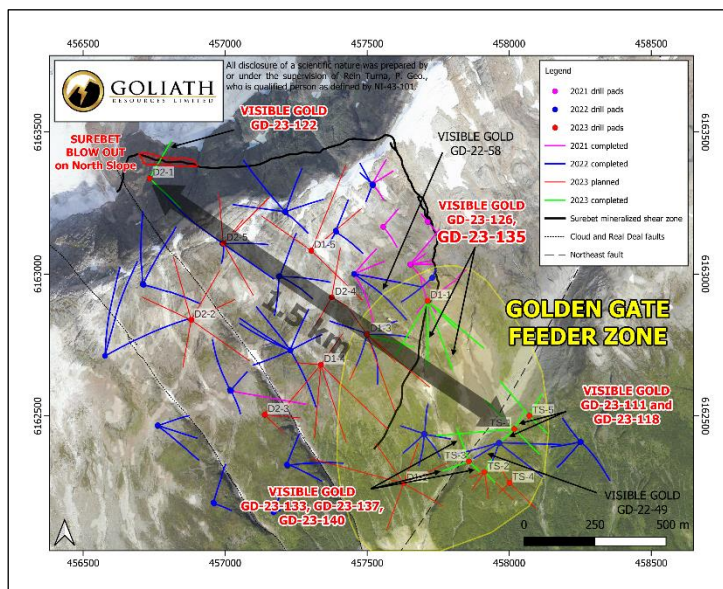 456500 457000 457500 458000 458500
GOLIATH
RESOURCES LIMITED
All disclosure of a scientific nature was prepared by
or under the supervision of Rein Turna, P. Geo.,
who is qualified person as defined by NI-43-101.
Legend
2021 drill pads
2022 drill pads
2023 drill pads
2021 completed
2022 completed
2023 planned
2023 completed
Surebet mineralized shear zone
Cloud and Real Deal faults
Northeast fault
6163500
6163500
VISIBLE GOLD
GD-23-122
SUREBET
BLOW OUT
on North Slope
VISIBLE GOLD
GD-22-58
D2-1
VISIBLE GOLD
GD-23-126,
GD-23-135
D2-5
D1-5
6163000
6163000
D2-4
D1-1
D2-2
1.5 km
D1-3
GOLDEN GATE
FEEDER ZONE
D1-4
VISIBLE GOLD
GD-23-111 and
GD-23-118
6162500
6162500
D2-3
TS-5
TS-3
TS-2
TS-4
VISIBLE GOLD
GD-23-133, GD-23-137,
GD-23-140
VISIBLE GOLD
GD-22-49
0 250 500 m
456500 457000 457500 458000 458500